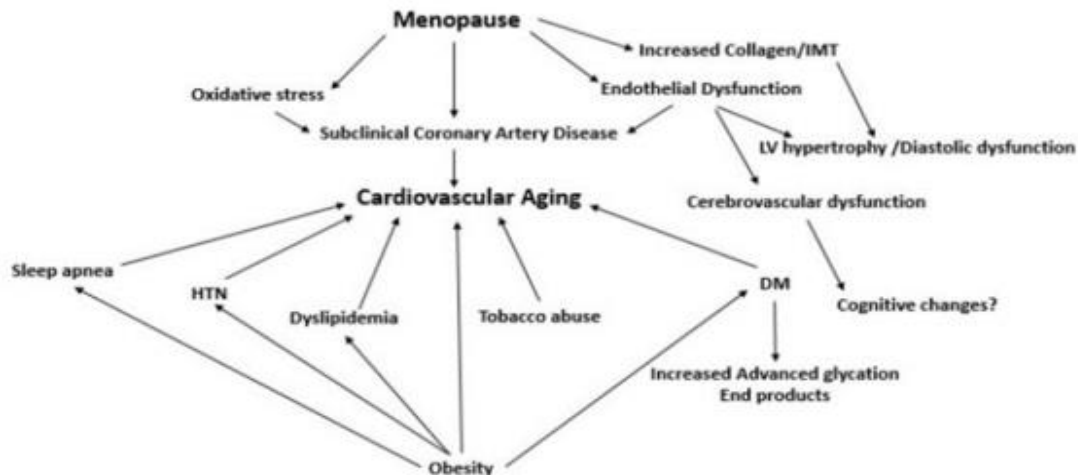 Menopause
Increased Collagen/IMT
Endothelial Dysfunction
Oxidative stress
Subclinical Coronary Artery Disease
LV hypertrophy /Diastolic dysfunction
Cardiovascular Aging
Cerebrovascular dysfunction
Sleep apnea
HTN
DM
Dyslipidemia
Tobacco abuse
Cognitive changes?
Increased Advanced glycation
End products
Obesity